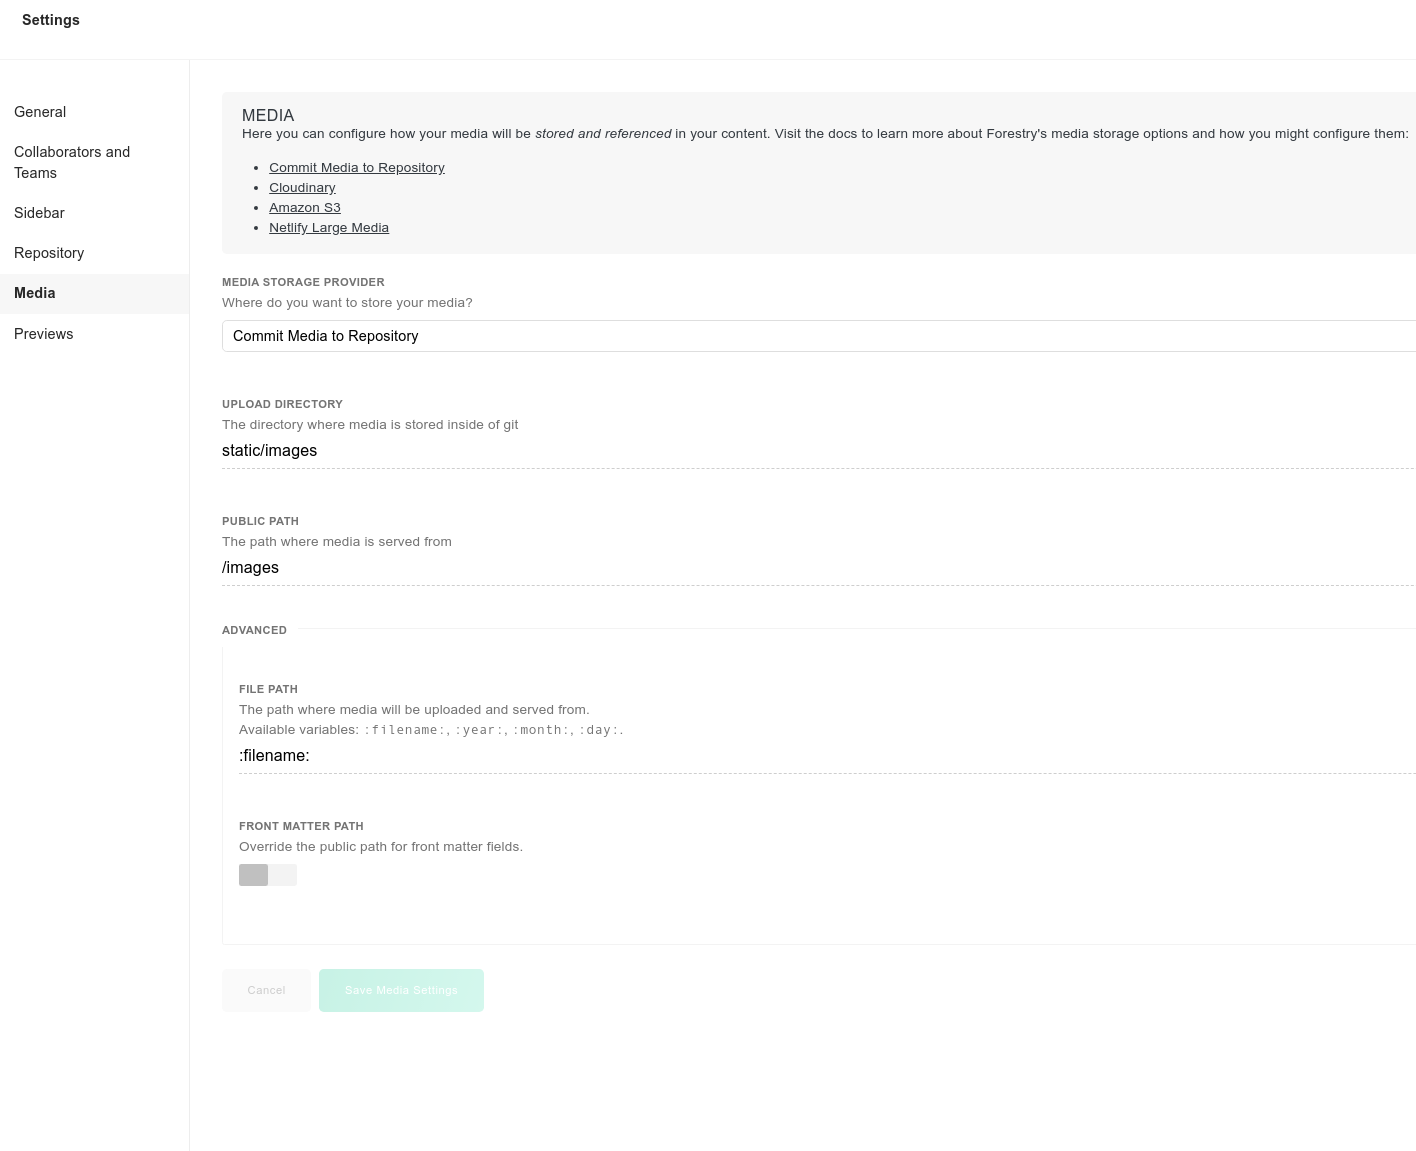 Settings
General
Collaborators and
Teams
Sidebar
Repository
Media
Previews
MEDIA
Here you can configure how your media will be stored and referenced in your content. Visit the docs to learn more about Forestry's media storage options and how you might configure them:
Commit Media to Repository
Cloudinary
Amazon S3
Netlify Large Media
MEDIA STORAGE PROVIDER
Where do you want to store your media?
Commit Media to Repository
UPLOAD DIRECTORY
The directory where media is stored inside of git
static/images
PUBLIC PATH
The path where media is served from
/images
ADVANCED
FILE PATH
The path where media will be uploaded and served from.
Available variables: :filename:, :year:, :month:, :day:.
:filename:
FRONT MATTER PATH
Override the public path for front matter fields.
Cancel
Save Media Settings